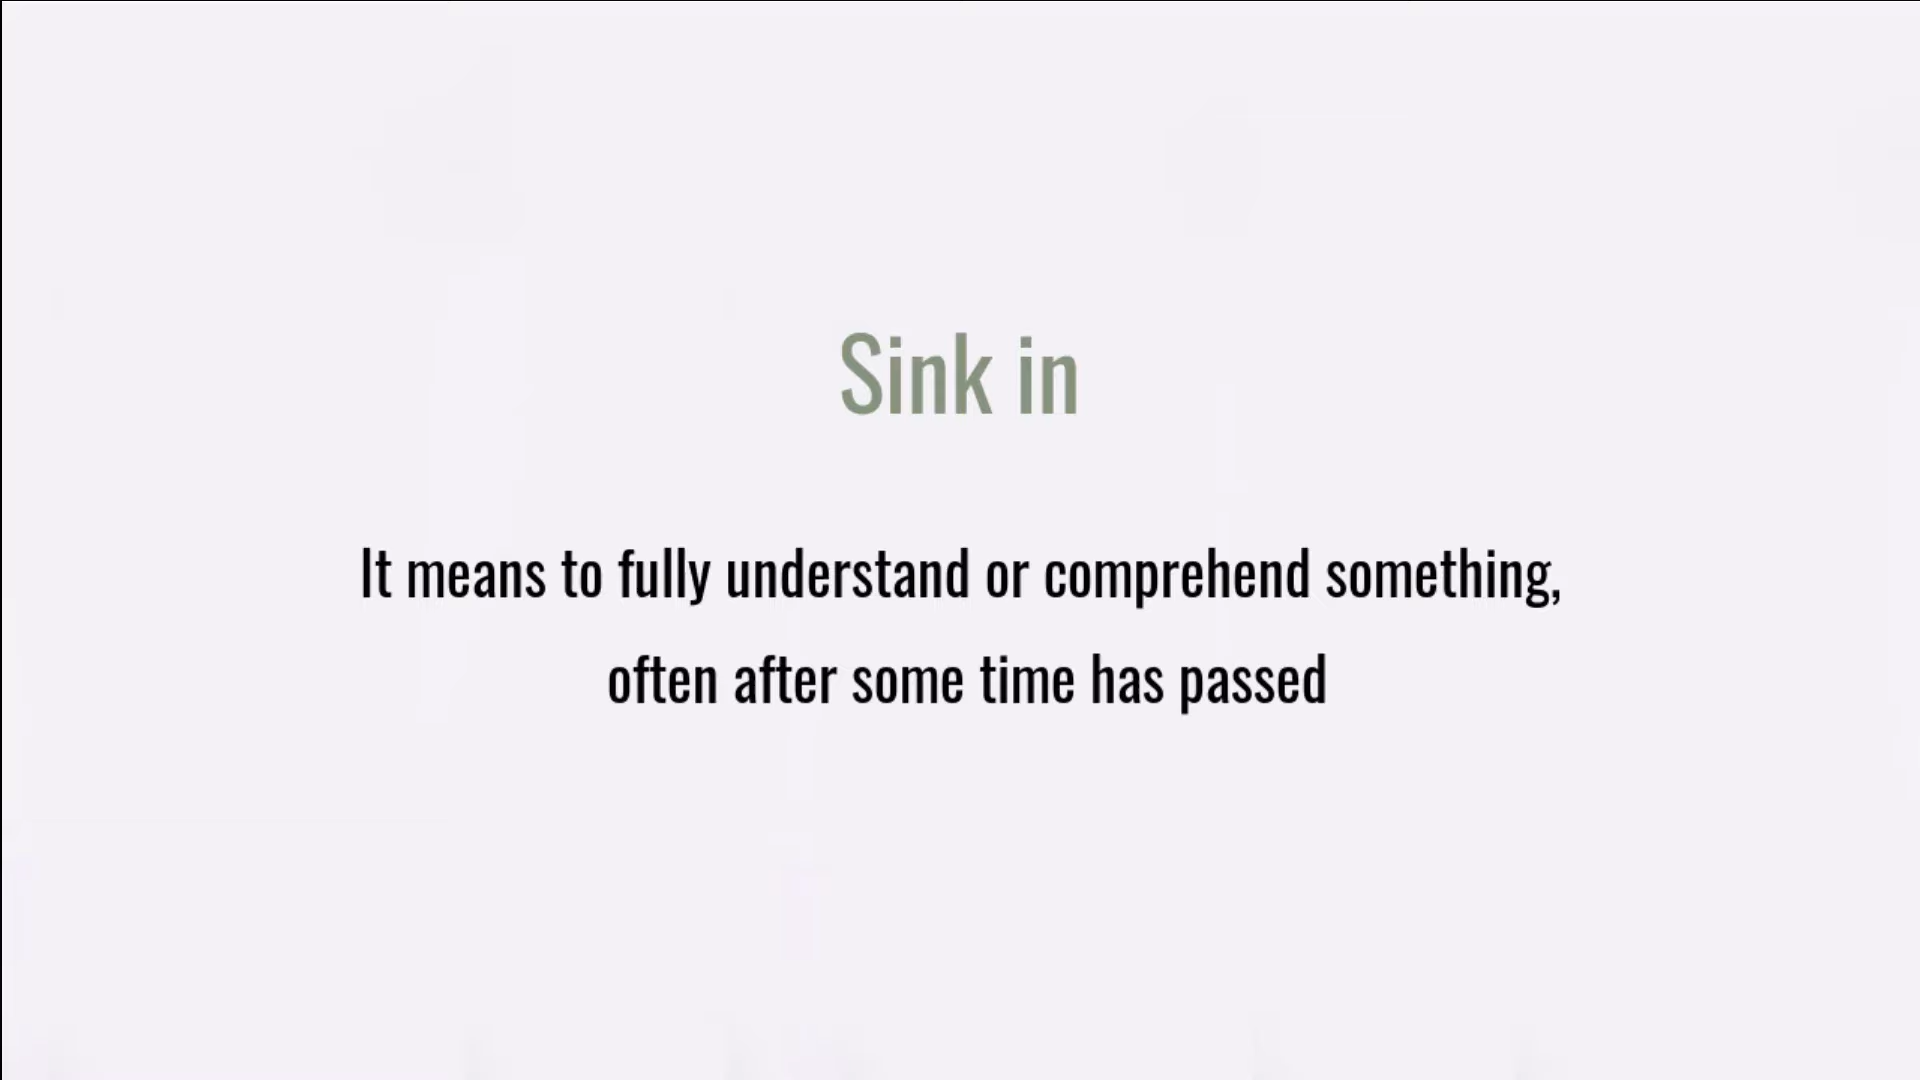 Sink in
It means to fully understand or comprehend something,
often after some time has passed